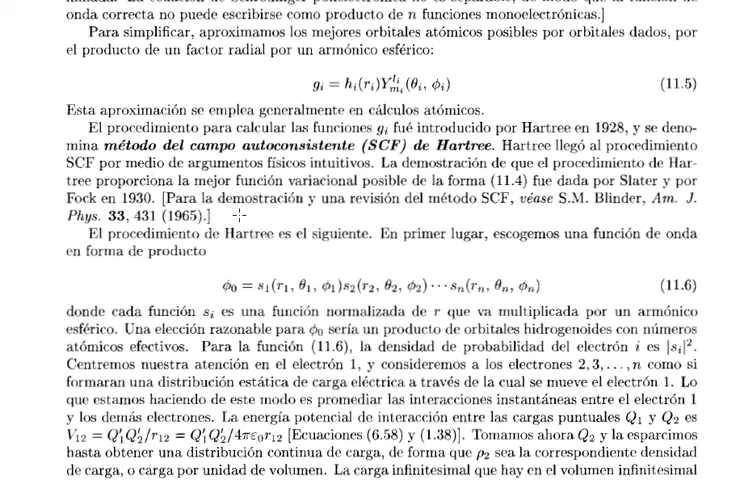 onda correcta no puede escribirse como producto de n funciones monoelectrónicas.]
Para simplificar, aproximamos los mejores orbitales atómicos posibles por orbitales dados, por
el producto de un factor radial por un armónico esférico:
g_i = h_i(r_i)Y^{l_i}_{m_i}(θ_i, ϕ_i) (11.5)
Esta aproximación se emplea generalmente en cálculos atómicos.
El procedimiento para calcular las funciones g_i fué introducido por Hartree en 1928, y se deno-
mina método del campo autoconsistente (SCF) de Hartree. Hartree llegó al procedimiento
SCF por medio de argumentos físicos intuitivos. La demostración de que el procedimiento de Har-
tree proporciona la mejor función variacional posible de la forma (11.4) fue dada por Slater y por
Fock en 1930. [Para la demostración y una revisión del método SCF, véase S.M. Blinder, Am. J.
Phys. 33, 431 (1965).]
El procedimiento de Hartree es el siguiente. En primer lugar, escogemos una función de onda
en forma de producto
ϕ_0 = s_1(r_1, θ_1, ϕ_1)s_2(r_2, θ_2, ϕ_2) ··· s_n(r_n, θ_n, ϕ_n) (11.6)
donde cada función s_i es una función normalizada de r que va multiplicada por un armónico
esférico. Una elección razonable para ϕ_0 sería un producto de orbitales hidrogenoides con números
atómicos efectivos. Para la función (11.6), la densidad de probabilidad del electrón i es |s_i|².
Centremos nuestra atención en el electrón 1, y consideremos a los electrones 2, 3, . . . , n como si
formaran una distribución estática de carga eléctrica a través de la cual se mueve el electrón 1. Lo
que estamos haciendo de este modo es promediar las interacciones instantáneas entre el electrón 1
y los demás electrones. La energía potencial de interacción entre las cargas puntuales Q_1 y Q_2 es
V_12 = Q′_1Q′_2/r_12 = Q′_1Q′_2/4πε_0r_12 [Ecuaciones (6.58) y (1.38)]. Tomamos ahora Q_2 y la esparcimos
hasta obtener una distribución continua de carga, de forma que ρ_2 sea la correspondiente densidad
de carga, o carga por unidad de volumen. La carga infinitesimal que hay en el volumen infinitesimal